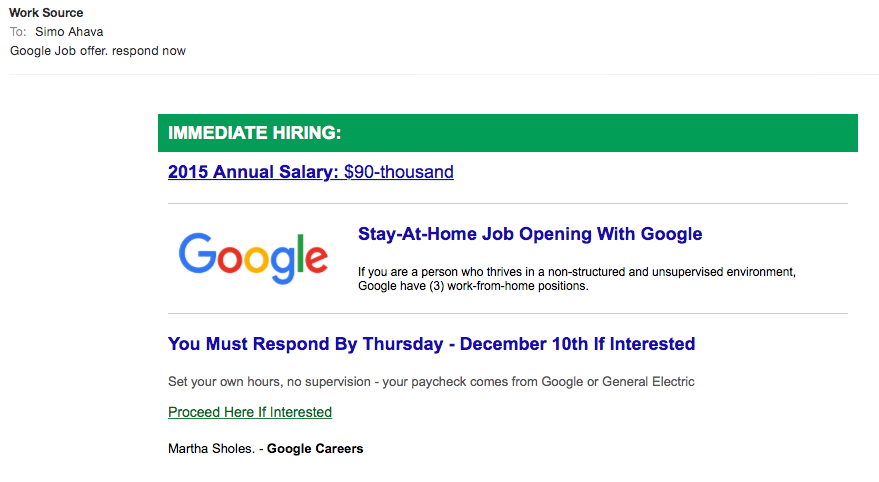 Work Source
To: Simo Ahava
Google Job offer. respond now
IMMEDIATE HIRING:
2015 Annual Salary: $90-thousand
Google
Stay-At-Home Job Opening With Google
If you are a person who thrives in a non-structured and unsupervised environment,
Google have (3) work-from-home positions.
You Must Respond By Thursday - December 10th If Interested
Set your own hours, no supervision - your paycheck comes from Google or General Electric
Proceed Here If Interested
Martha Sholes. - Google Careers